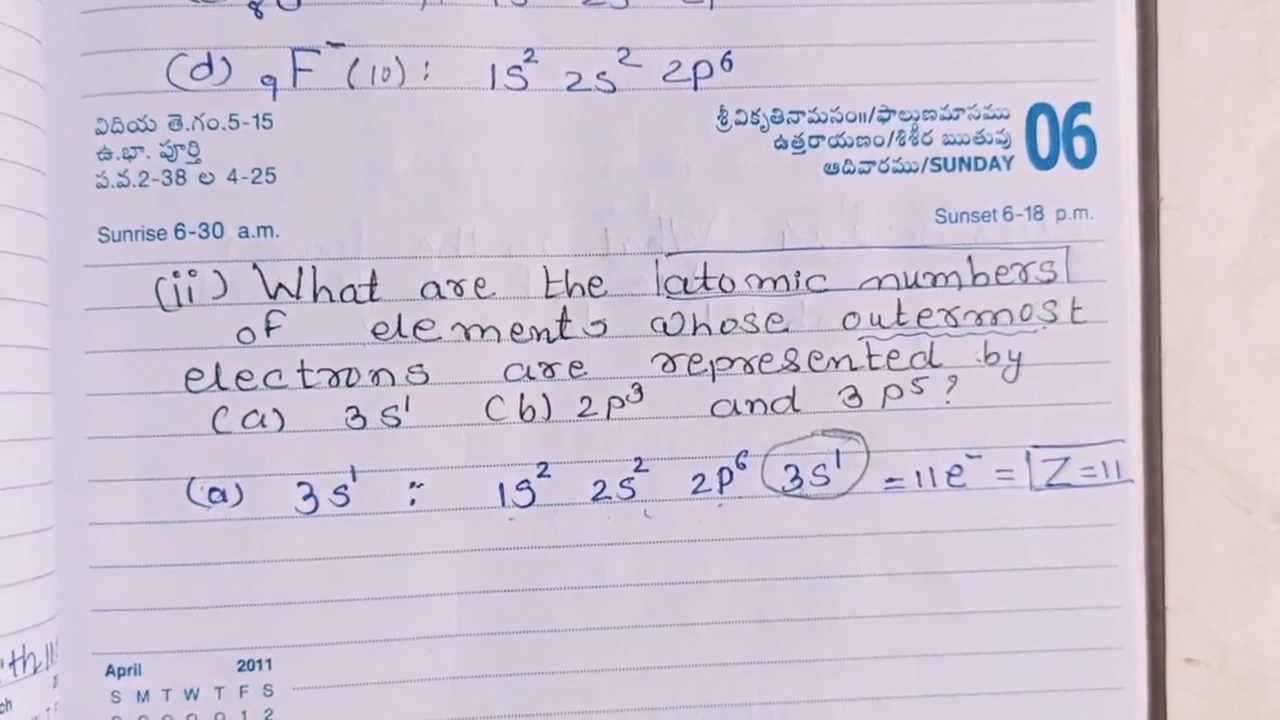 (d) ₉F⁻ (10) : 1s² 2s² 2p⁶
విదియ తె.గం.5-15
ఉ.భా. పూర్తి
ప.వ.2-38 ల 4-25
శ్రీవికృతినామసం॥/ఫాల్గుణమాసము
ఉత్తరాయణం/శిశిర ఋతువు
ఆదివారము/SUNDAY
06
Sunrise 6-30 a.m.
Sunset 6-18 p.m.
(ii) What are the atomic numbers
of elements whose outermost
electrons are represented by
(a) 3s¹ (b) 2p³ and 3p⁵?
(a) 3s¹ : 1s² 2s² 2p⁶ 3s¹ = 11e⁻ = Z=11
April 2011
S M T W T F S
1 2